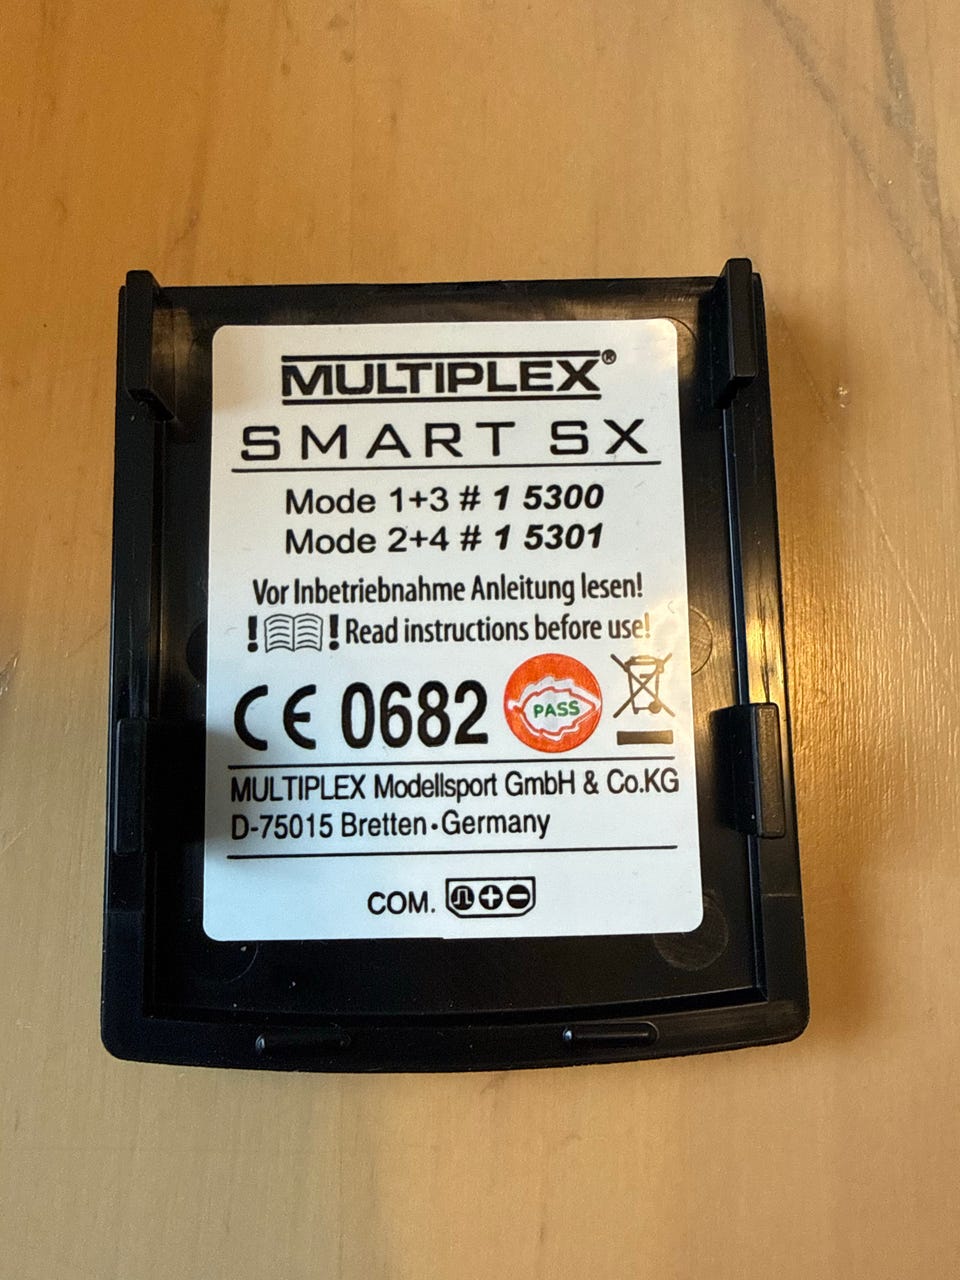 MULTIPLEX®
SMART SX
Mode 1+3 # 1 5300
Mode 2+4 # 1 5301
Vor Inbetriebnahme Anleitung lesen!
! ! Read instructions before use!
CE 0682 PASS
MULTIPLEX Modellsport GmbH & Co.KG
D-75015 Bretten•Germany
COM.